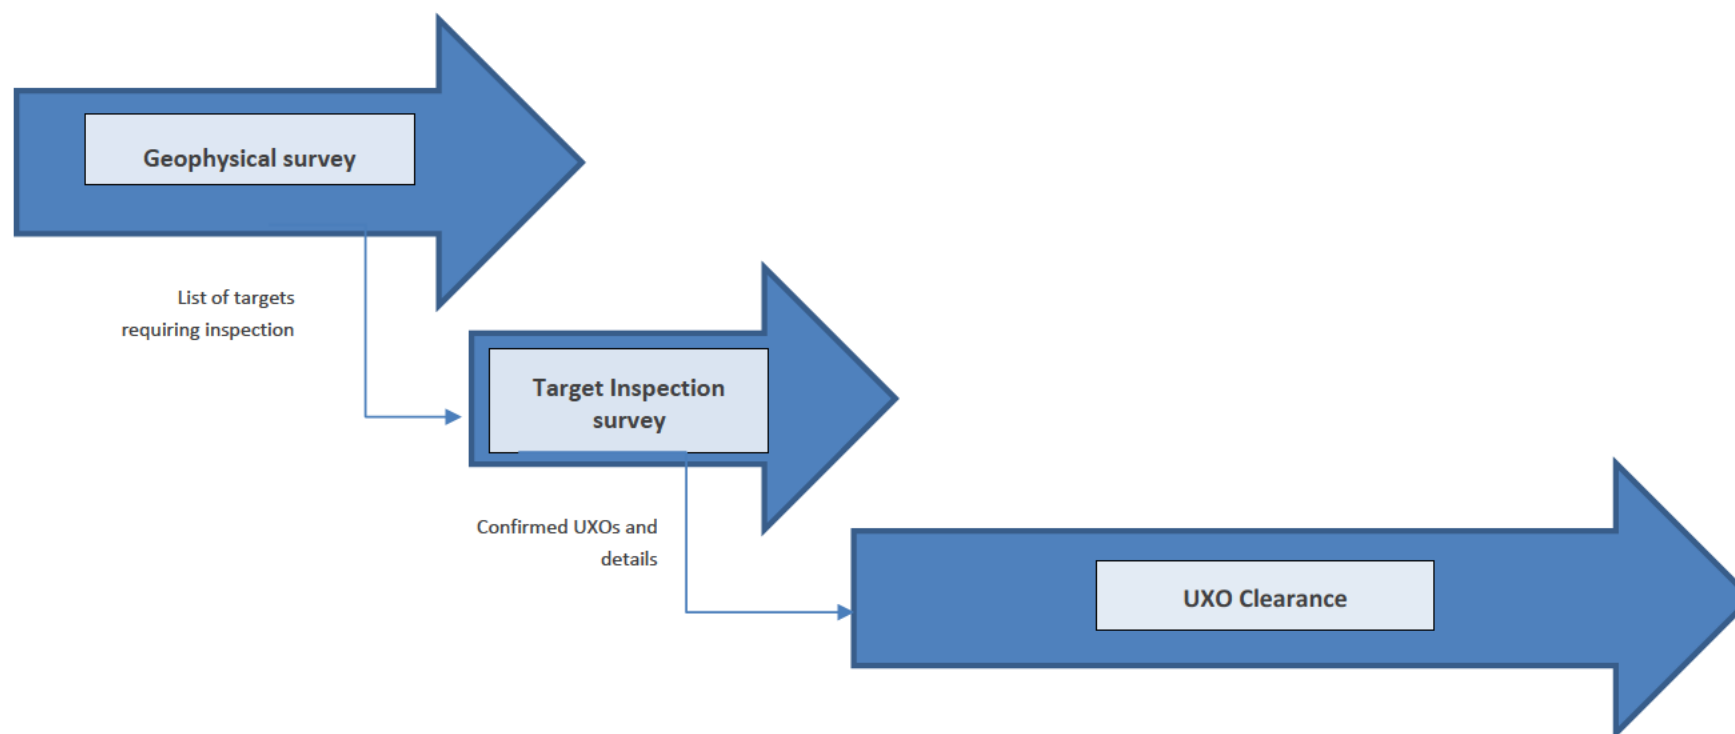 Geophysical survey
List of targets
requiring inspection
Target Inspection
survey
Confirmed UXOs and
details
UXO Clearance